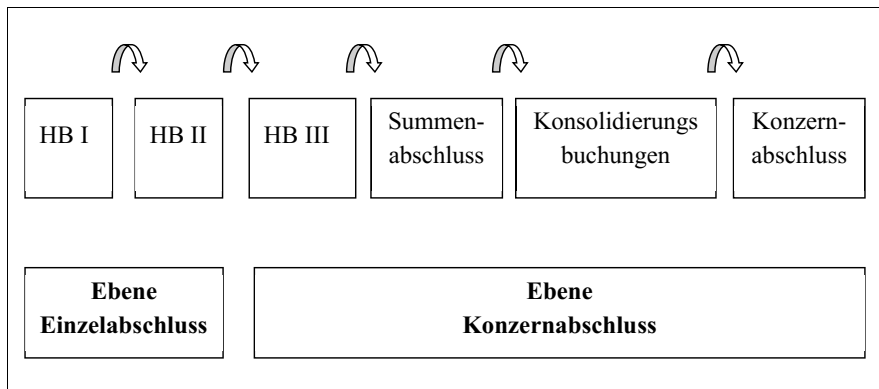 HB I
HB II
HB III
Summen-
abschluss
Konsolidierungs
buchungen
Konzern-
abschluss
Ebene
Einzelabschluss
Ebene
Konzernabschluss